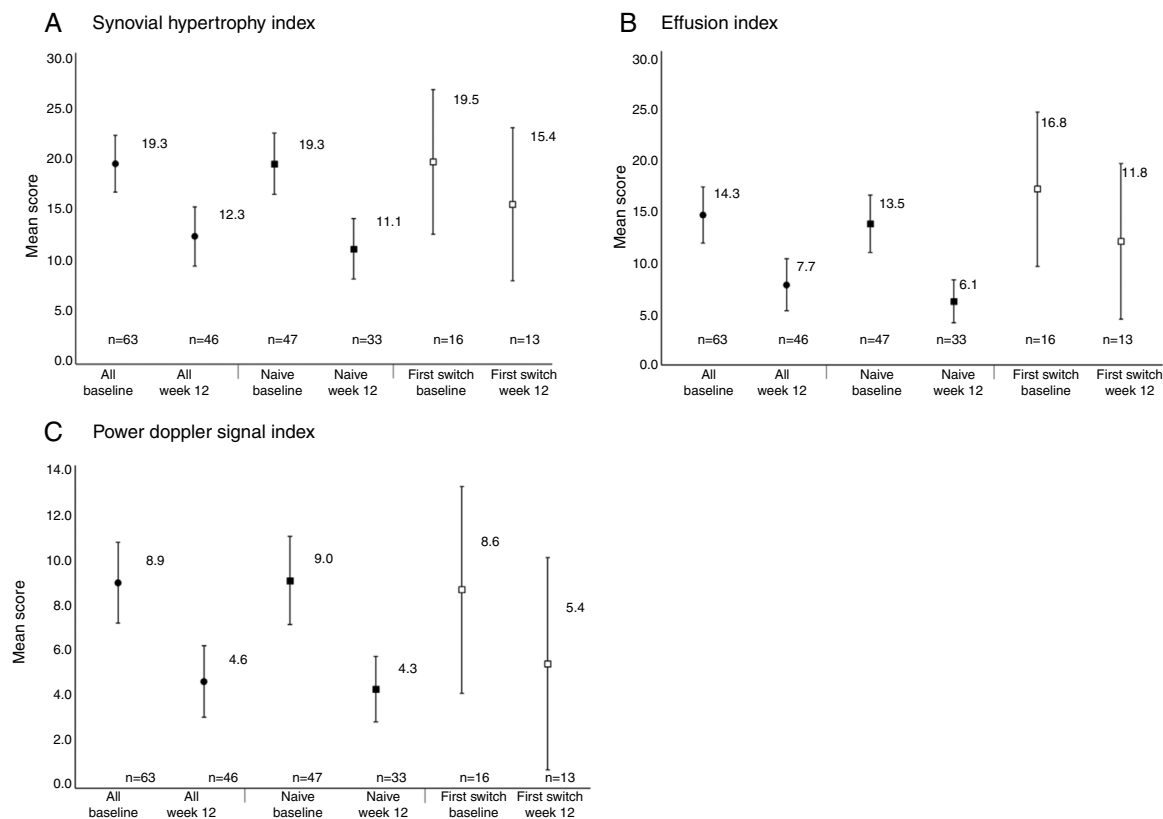 A Synovial hypertrophy index
Mean score
30.0
25.0
20.0
15.0
10.0
5.0
0.0
19.3
12.3
19.3
11.1
19.5
15.4
n=63 n=46 n=47 n=33 n=16 n=13
All All Naive Naive First switch First switch
baseline week 12 baseline week 12 baseline week 12
B Effusion index
Mean score
30.0
25.0
20.0
15.0
10.0
5.0
0.0
14.3
7.7
13.5
6.1
16.8
11.8
n=63 n=46 n=47 n=33 n=16 n=13
All All Naive Naive First switch First switch
baseline week 12 baseline week 12 baseline week 12
C Power doppler signal index
Mean score
14.0
12.0
10.0
8.0
6.0
4.0
2.0
0.0
8.9
4.6
9.0
4.3
8.6
5.4
n=63 n=46 n=47 n=33 n=16 n=13
All All Naive Naive First switch First switch
baseline week 12 baseline week 12 baseline week 12